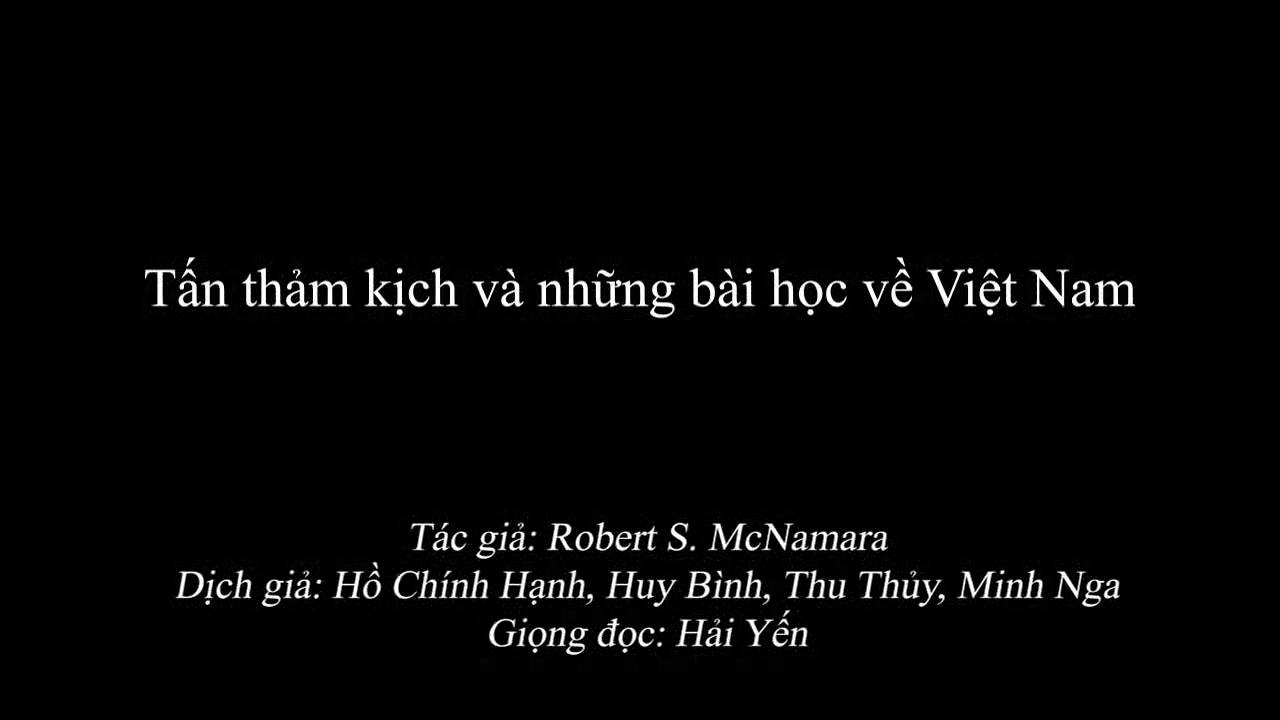 Tấn thảm kịch và những bài học về Việt Nam
Tác giả: Robert S. McNamara
Dịch giả: Hồ Chính Hạnh, Huy Bình, Thu Thủy, Minh Nga
Giọng đọc: Hải Yến